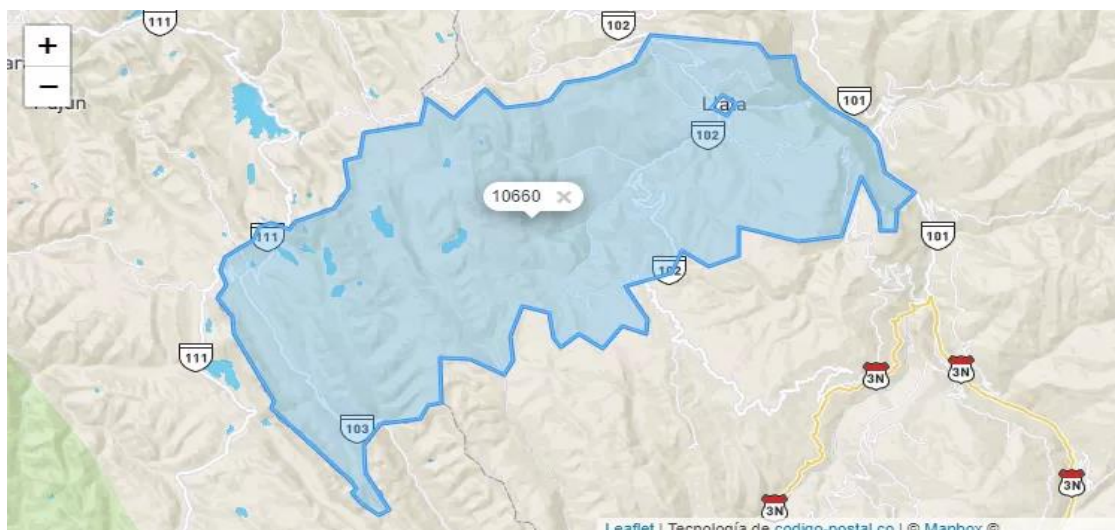 111
102
+
−
Llata
101
102
10660 ×
111
101
102
111
3N
3N
103
3N
3N
Leaflet | Tecnología de codigo-postal.co | © Mapbox ©